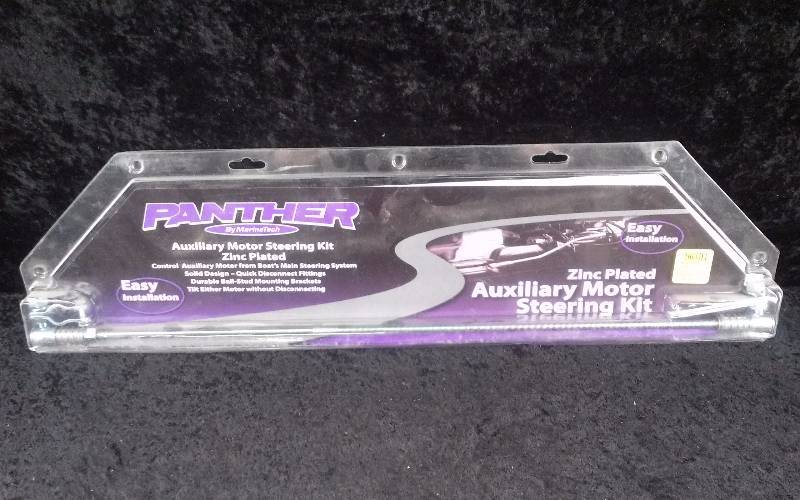 PANTHER
By MarineTech
Auxiliary Motor Steering Kit
Zinc Plated
Control Auxiliary Motor from Boat's Main Steering System
Solid Design - Quick Disconnect Fittings
Durable Ball-Stud Mounting Brackets
Tilt Either Motor without Disconnecting
Easy
Installation
Easy
Installation
Zinc Plated
Auxiliary Motor
Steering Kit